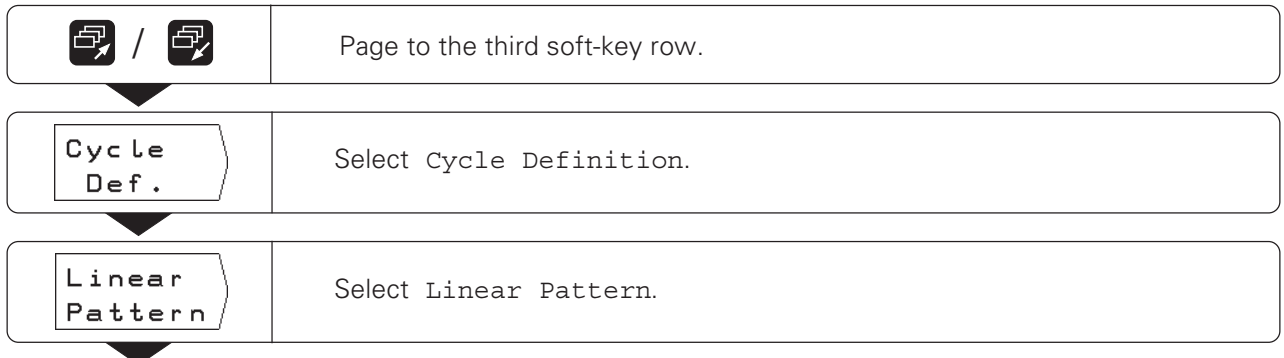 /
Page to the third soft-key row.
Cycle
Def.
Select Cycle Definition.
Linear
Pattern
Select Linear Pattern.